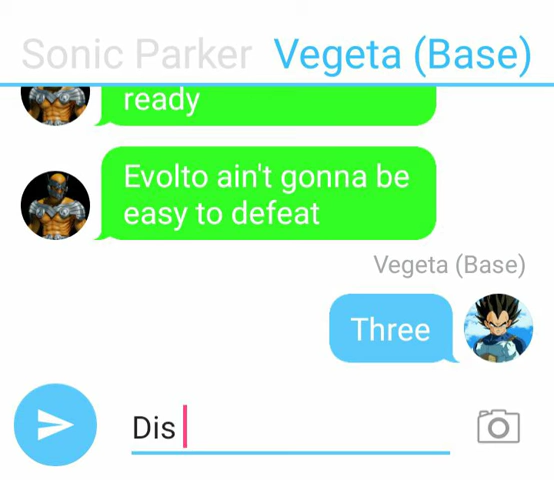 Sonic Parker Vegeta (Base)
ready
Evolto ain't gonna be
easy to defeat
Vegeta (Base)
Three
Dis